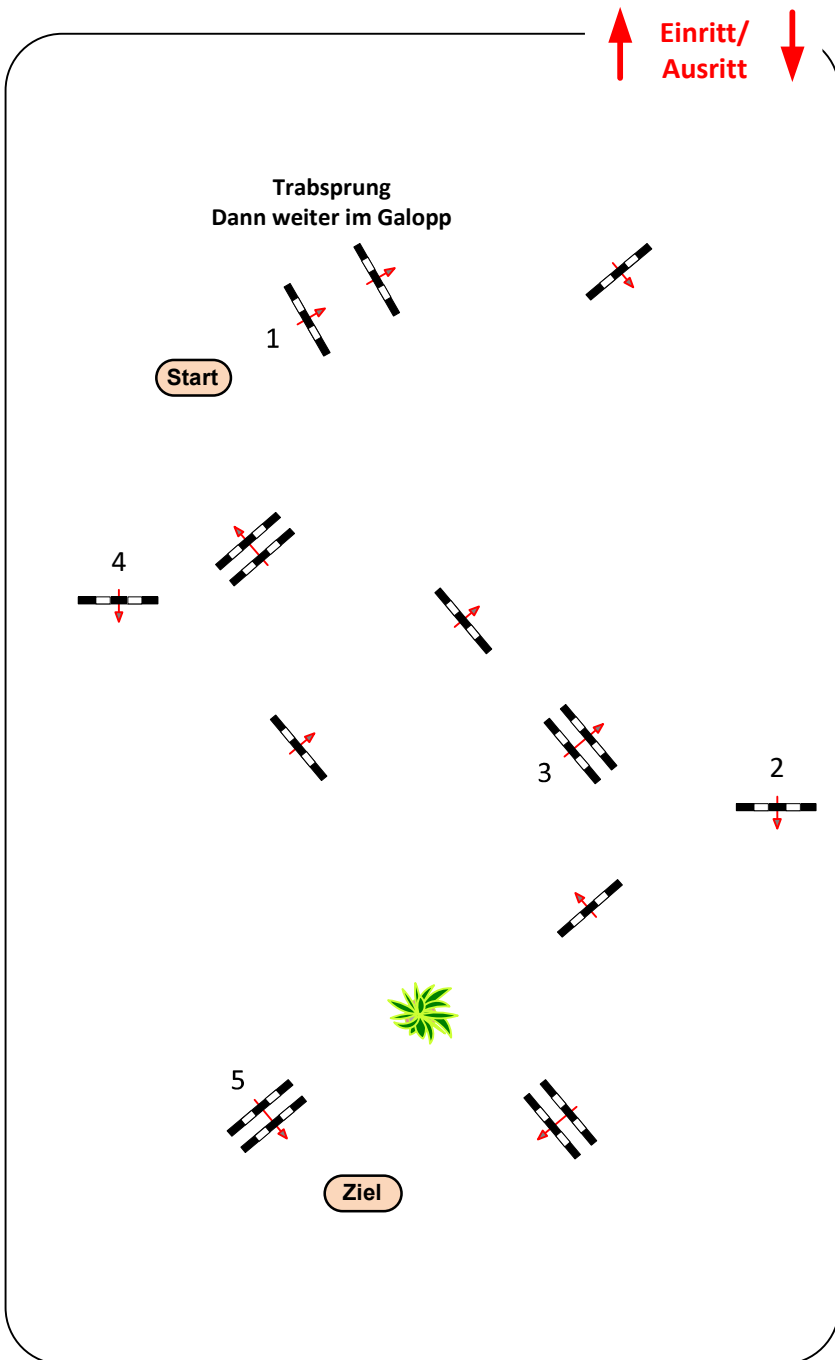 Einritt/
Ausritt
Trabsprung
Dann weiter im Galopp
1
Start
4
3
2
5
Ziel